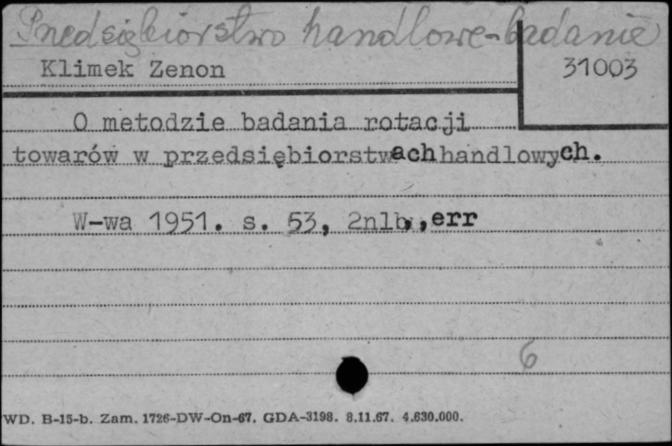 Przedsiębiorstwo handlowe-badanie
Klimek Zenon
31003
O metodzie badania rotacji
towarów w przedsiębiorstwach handlowych.
W-wa 1951. s. 53, 2nlb,,err
6
WD. B-15-b. Zam. 1726-DW-On-67. GDA-3198. 8.11.67. 4.630.000.